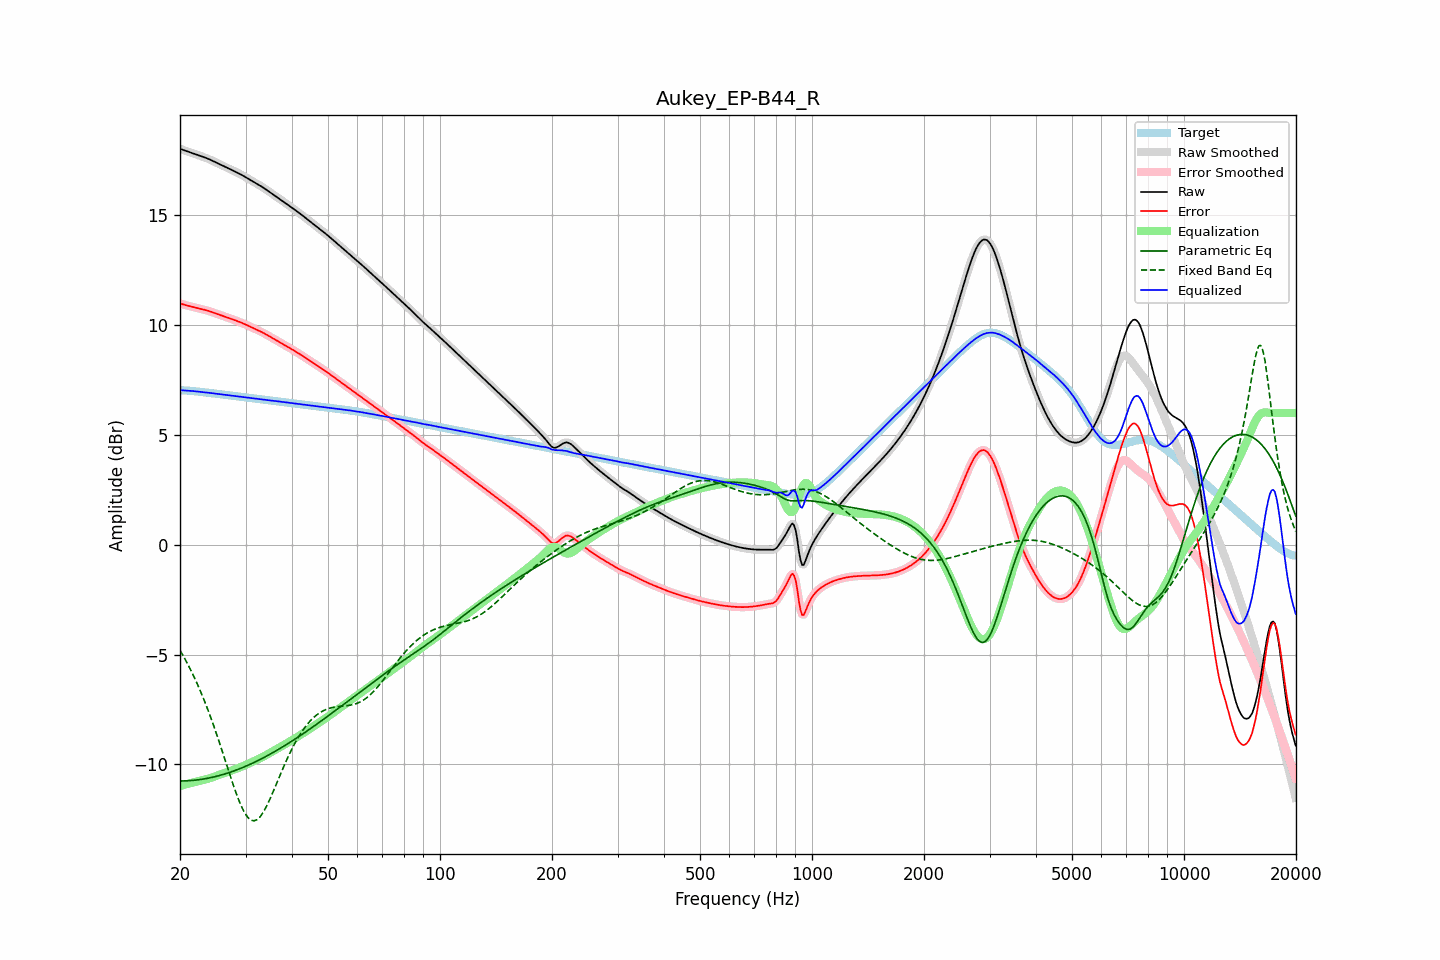 Aukey_EP-B44_R
Target
Raw Smoothed
Error Smoothed
Raw
Error
Equalization
Parametric Eq
Fixed Band Eq
Equalized
Amplitude (dBr)
15
10
5
0
−5
−10
20
50
100
200
500
1000
2000
5000
10000
20000
Frequency (Hz)